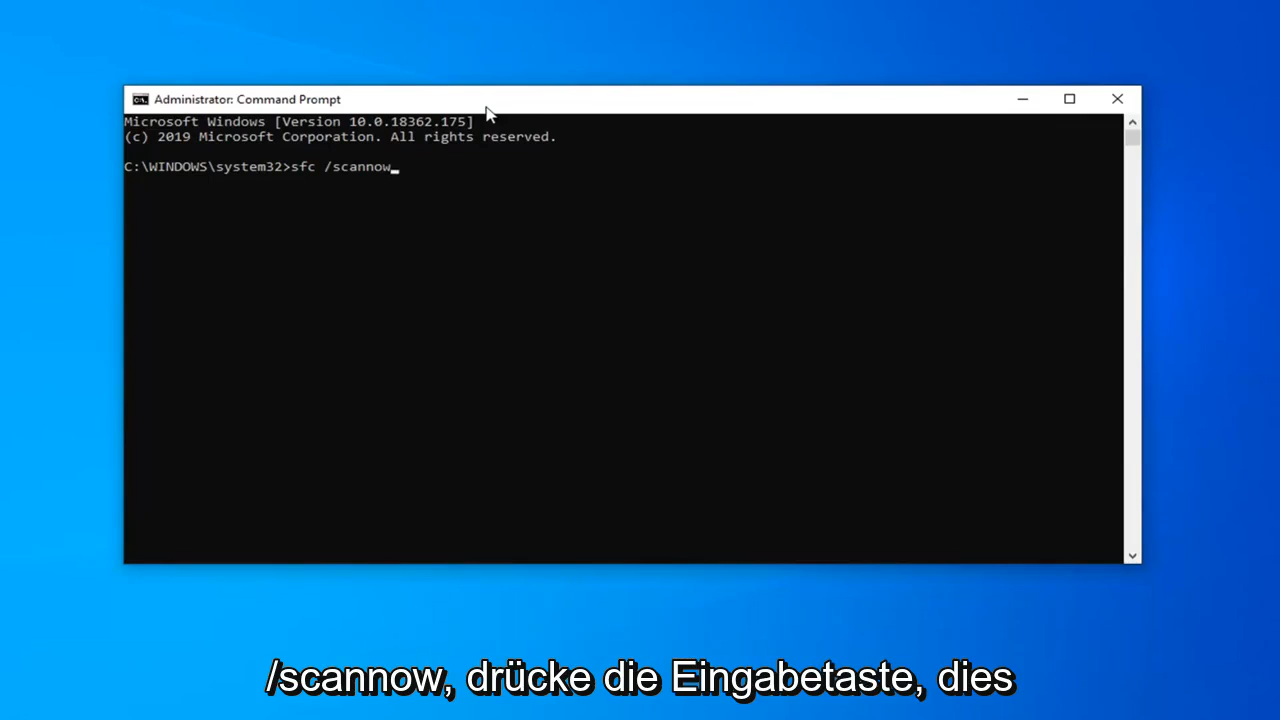 Administrator: Command Prompt
Microsoft Windows [Version 10.0.18362.175]
(c) 2019 Microsoft Corporation. All rights reserved.
C:\WINDOWS\system32>sfc /scannow
/scannow, drücke die Eingabetaste, dies